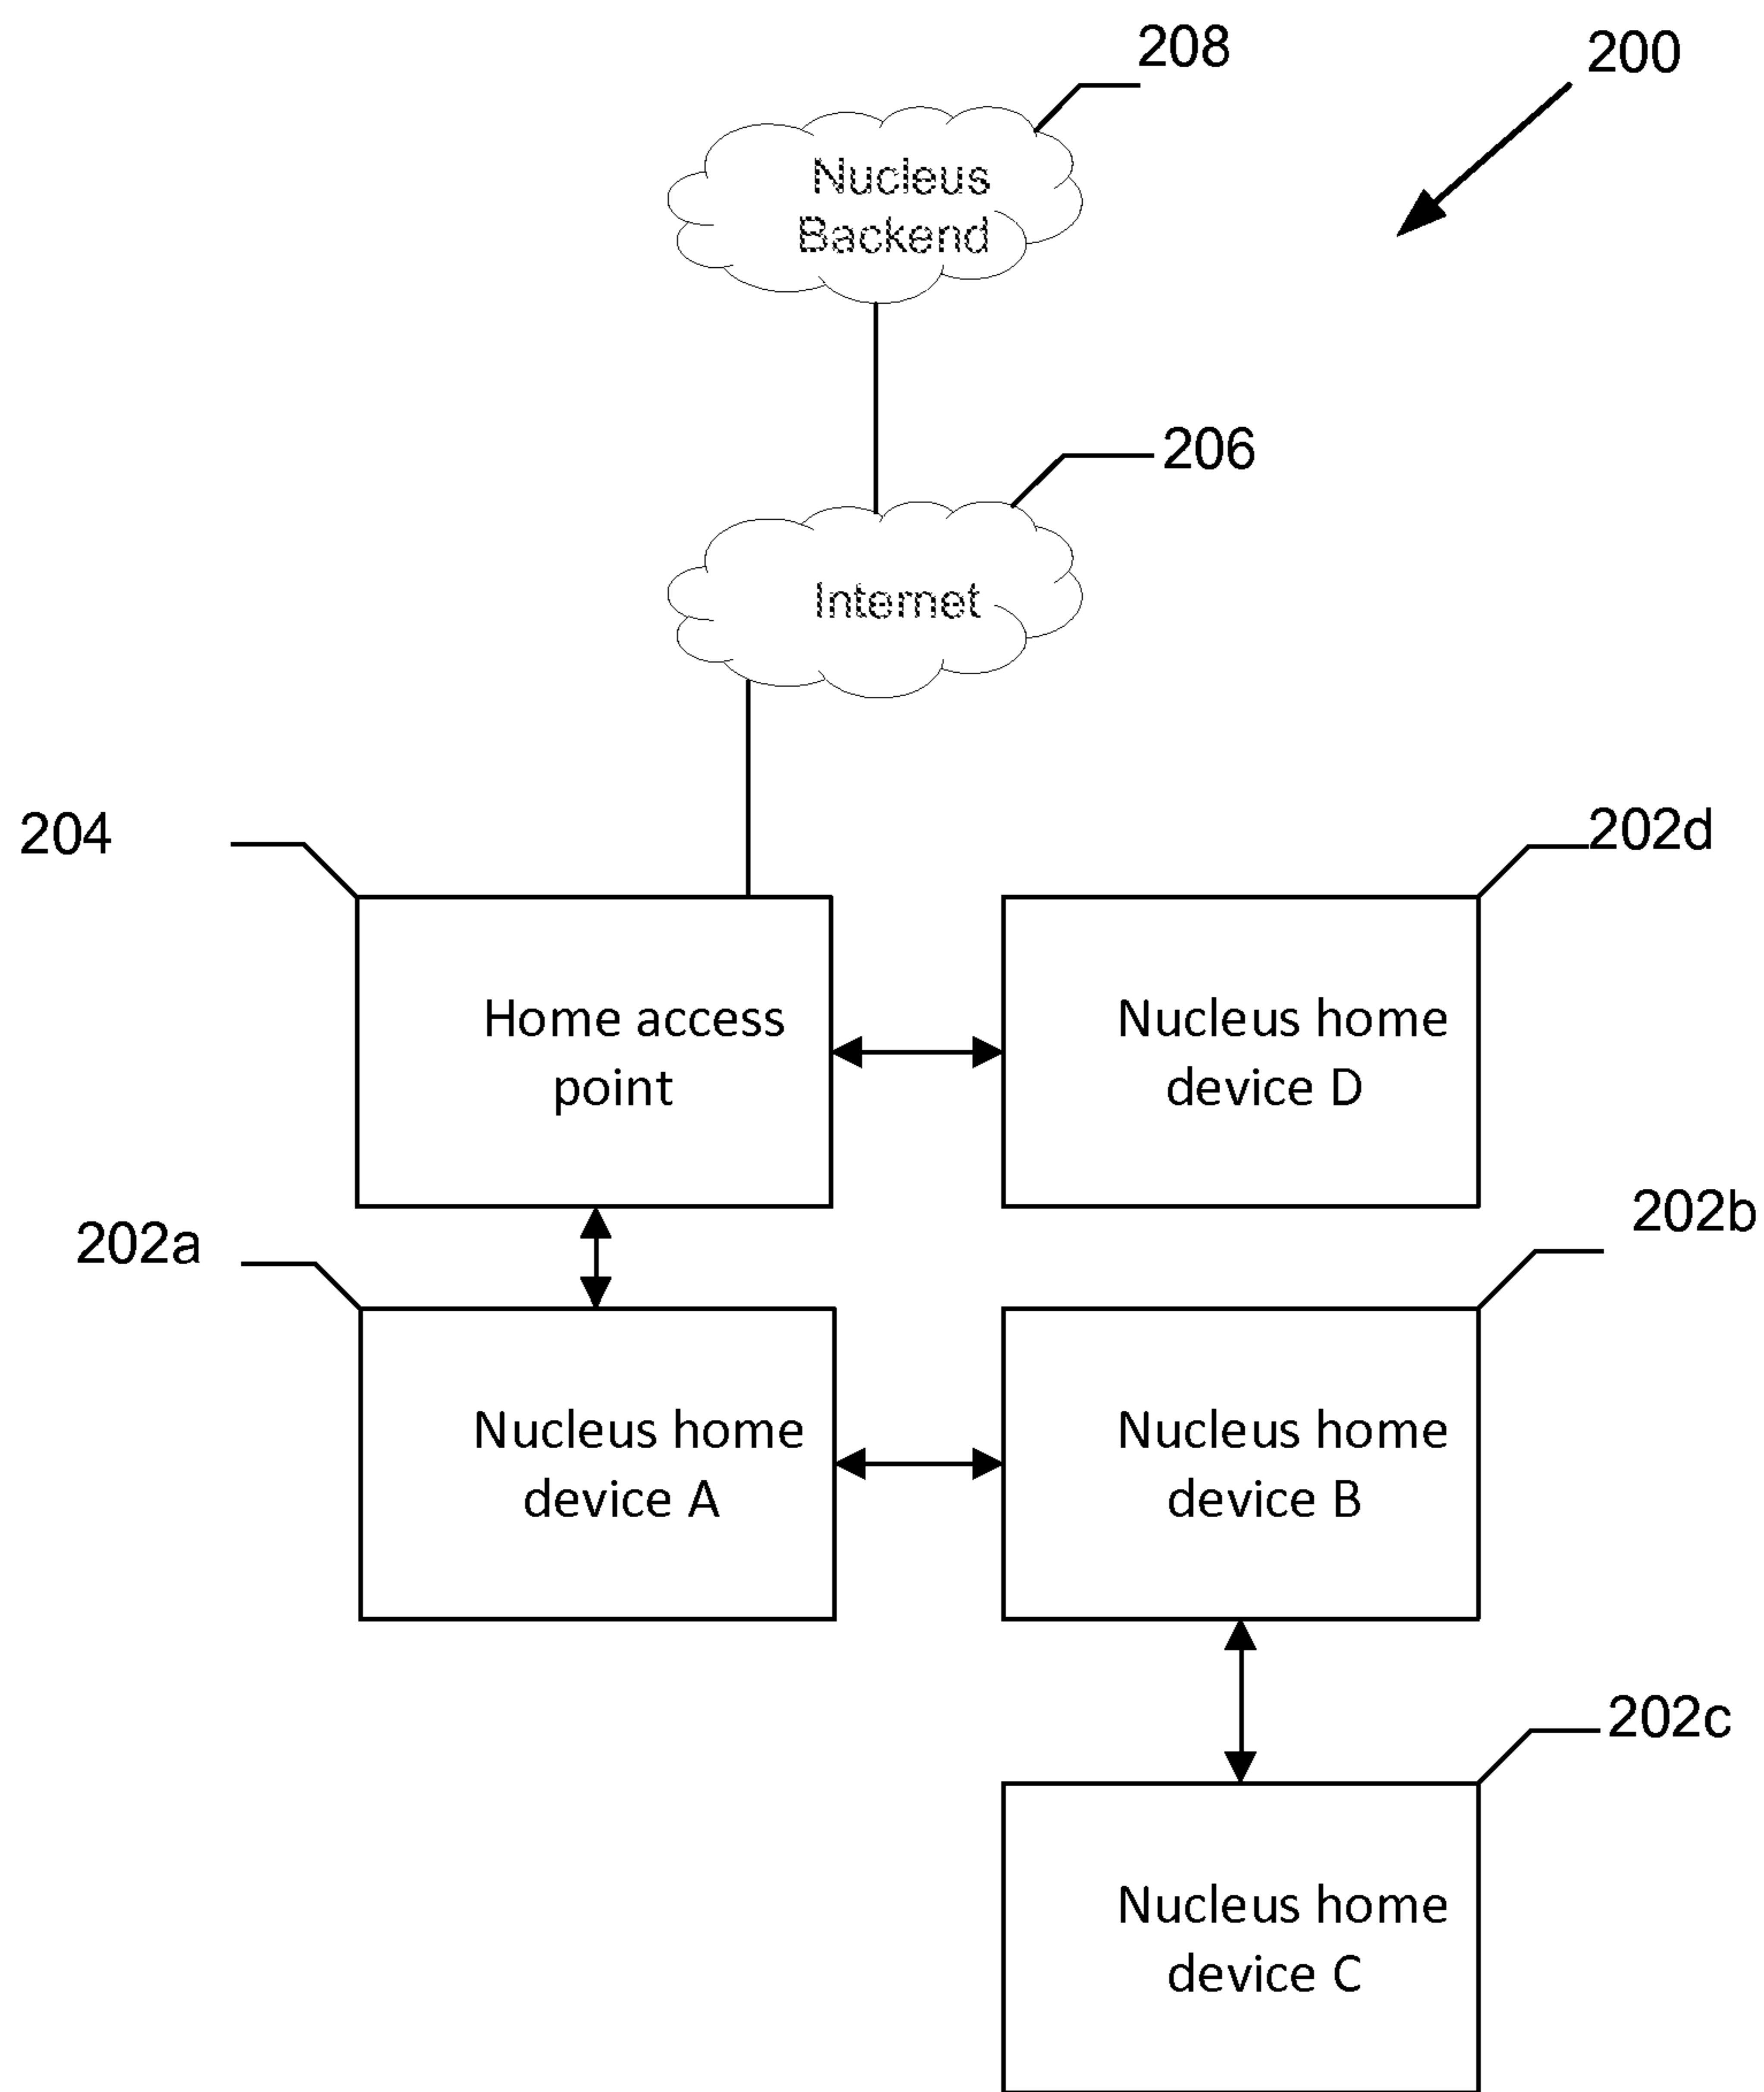 208
200
Nucleus
Backend
206
Internet
204
202d
Home access
point
Nucleus home
device D
202a
202b
Nucleus home
device A
Nucleus home
device B
202c
Nucleus home
device C